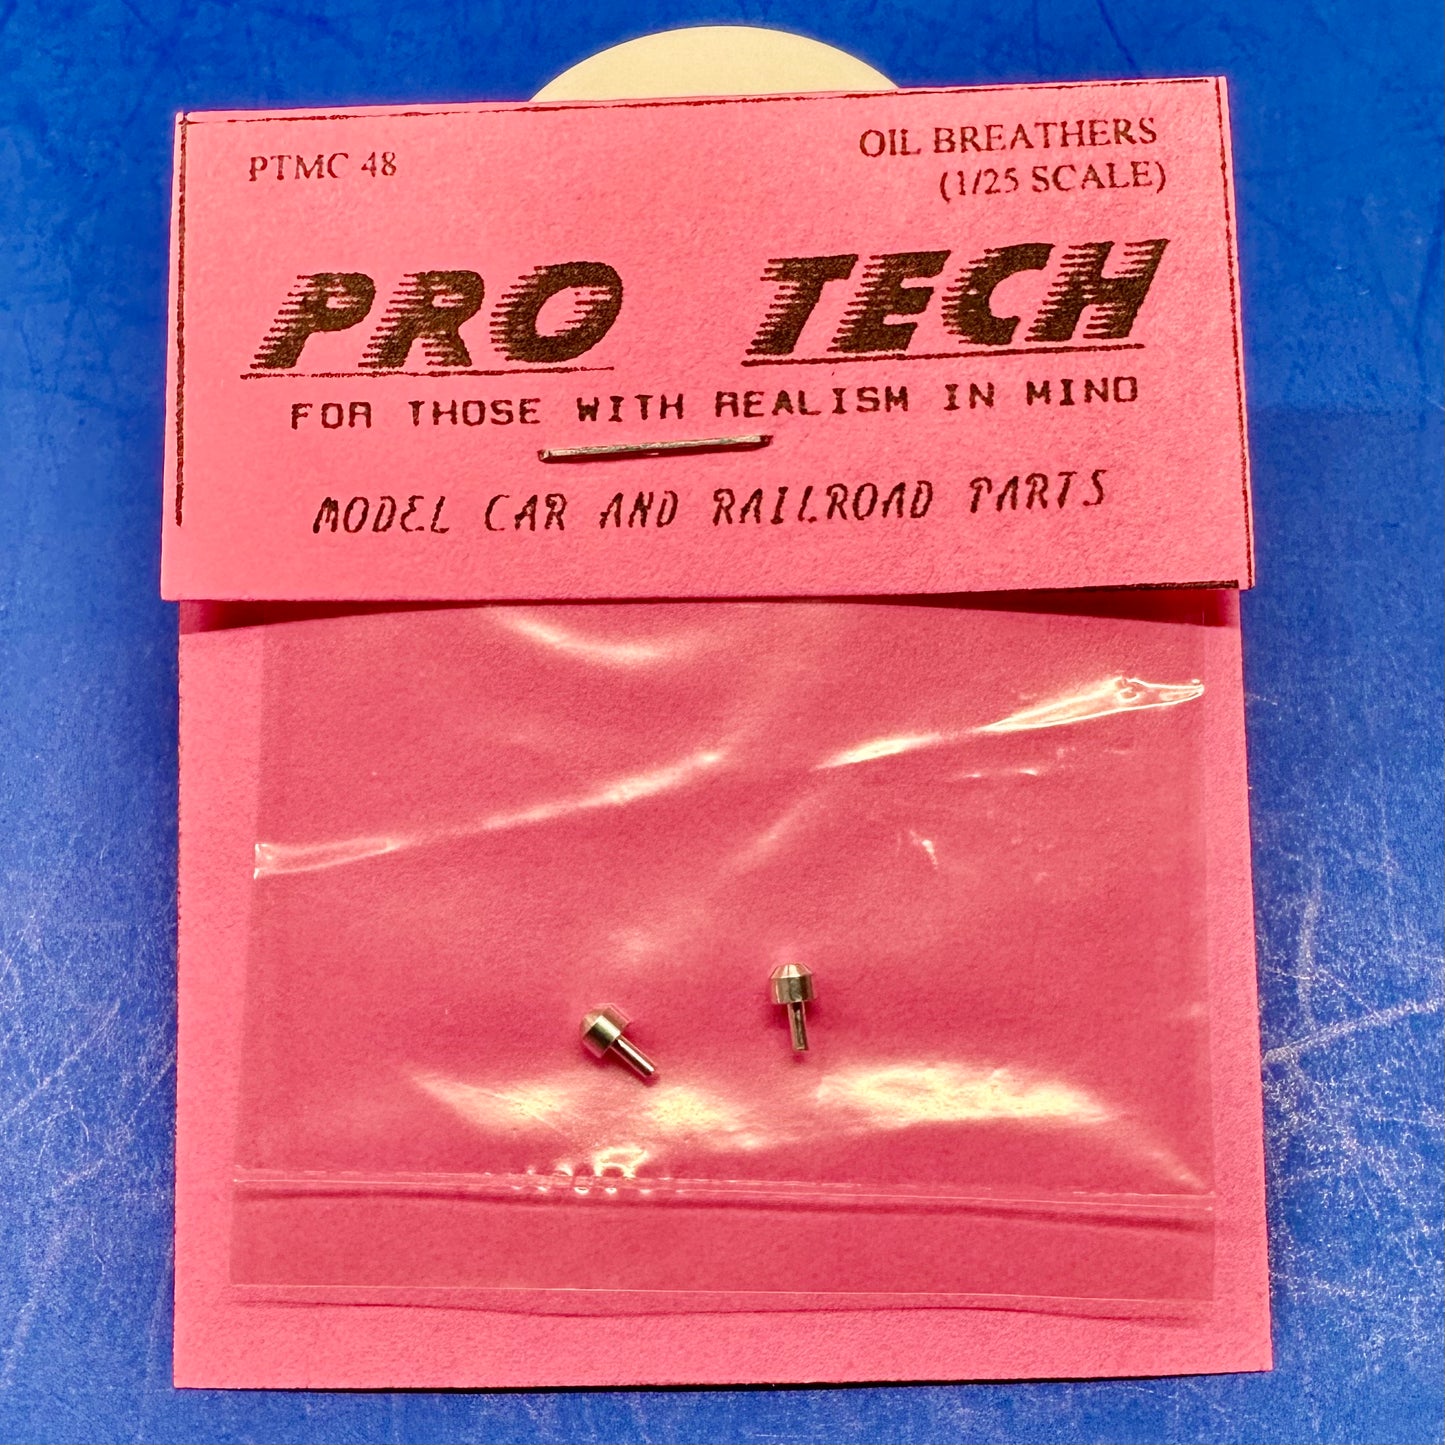 PTMC 48
OIL BREATHERS
(1/25 SCALE)
PRO TECH
FOR THOSE WITH REALISM IN MIND
MODEL CAR AND RAILROAD PARTS